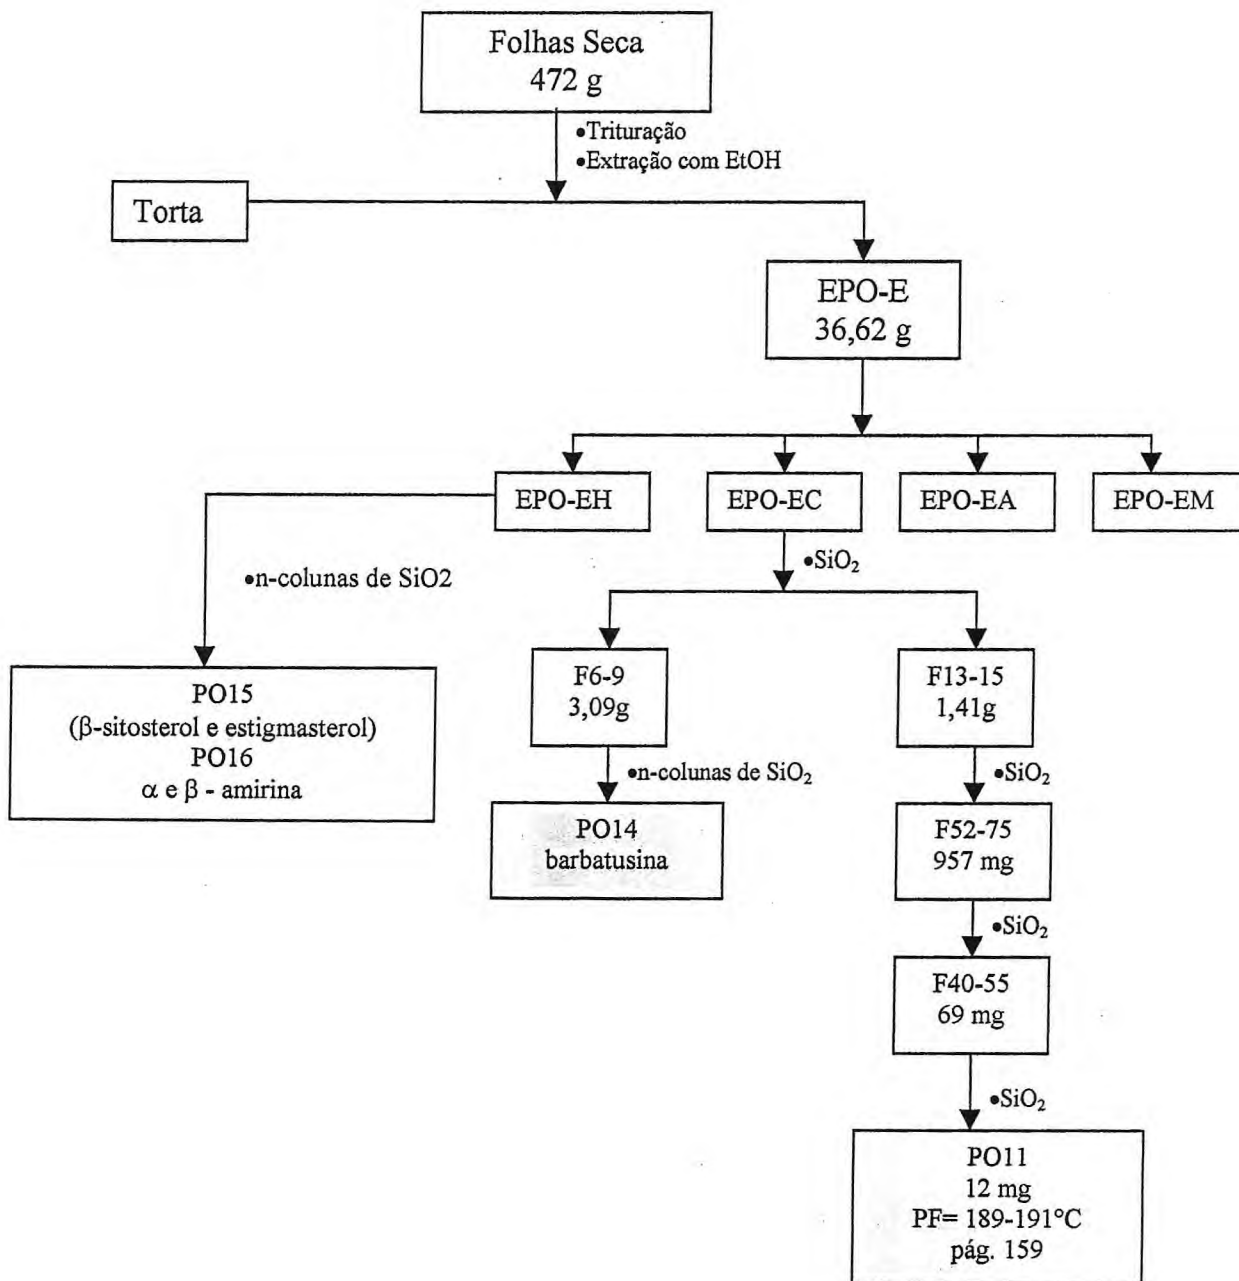 Folhas Seca
472 g
•Trituração
•Extração com EtOH
Torta
EPO-E
36,62 g
EPO-EH
EPO-EC
EPO-EA
EPO-EM
•n-colunas de SiO2
•SiO₂
PO15
(β-sitosterol e estigmasterol)
PO16
α e β - amirina
F6-9
3,09g
F13-15
1,41g
•n-colunas de SiO₂
•SiO₂
PO14
barbatusina
F52-75
957 mg
•SiO₂
F40-55
69 mg
•SiO₂
PO11
12 mg
PF= 189-191°C
pág. 159